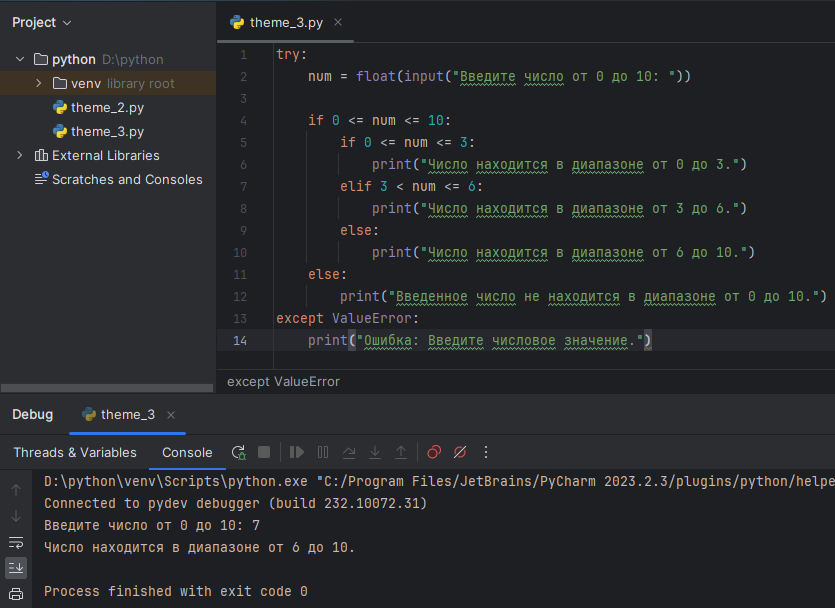 Project
python D:\python
venv library root
theme_2.py
theme_3.py
External Libraries
Scratches and Consoles
theme_3.py
1 try:
2 num = float(input("Введите число от 0 до 10: "))
3
4 if 0 <= num <= 10:
5 if 0 <= num <= 3:
6 print("Число находится в диапазоне от 0 до 3.")
7 elif 3 < num <= 6:
8 print("Число находится в диапазоне от 3 до 6.")
9 else:
10 print("Число находится в диапазоне от 6 до 10.")
11 else:
12 print("Введенное число не находится в диапазоне от 0 до 10.")
13 except ValueError:
14 print("Ошибка: Введите числовое значение.")
except ValueError
Debug theme_3
Threads & Variables Console
D:\python\venv\Scripts\python.exe "C:/Program Files/JetBrains/PyCharm 2023.2.3/plugins/python/helpe
Connected to pydev debugger (build 232.10072.31)
Введите число от 0 до 10: 7
Число находится в диапазоне от 6 до 10.
Process finished with exit code 0